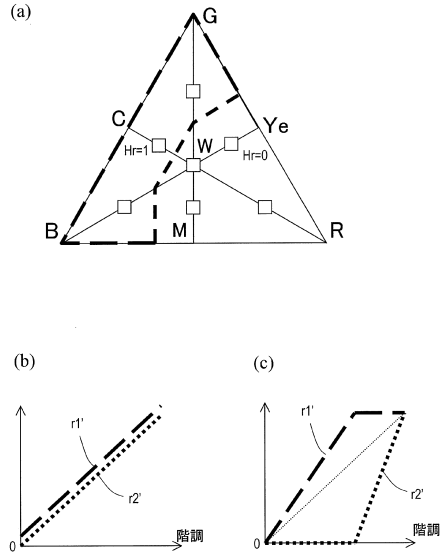 (a)
G
C
Ye
Hr=1
W
Hr=0
B
M
R
(b)
(c)
r1'
r2'
0
階調
r1'
r2'
0
階調